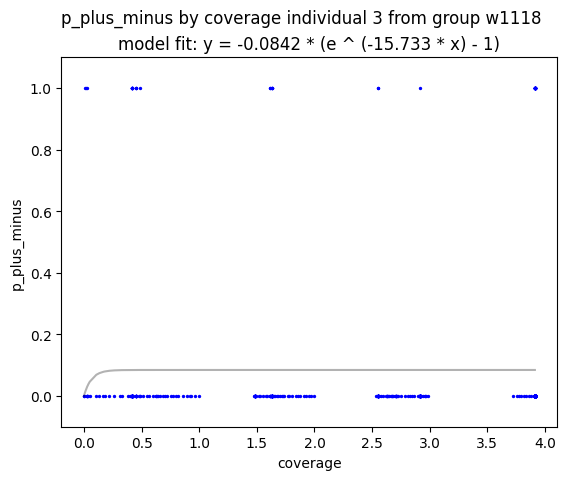 p_plus_minus by coverage individual 3 from group w1118
model fit: y = -0.0842 * (e ^ (-15.733 * x) - 1)
1.0
0.8
0.6
0.4
0.2
0.0
p_plus_minus
0.0 0.5 1.0 1.5 2.0 2.5 3.0 3.5 4.0
coverage